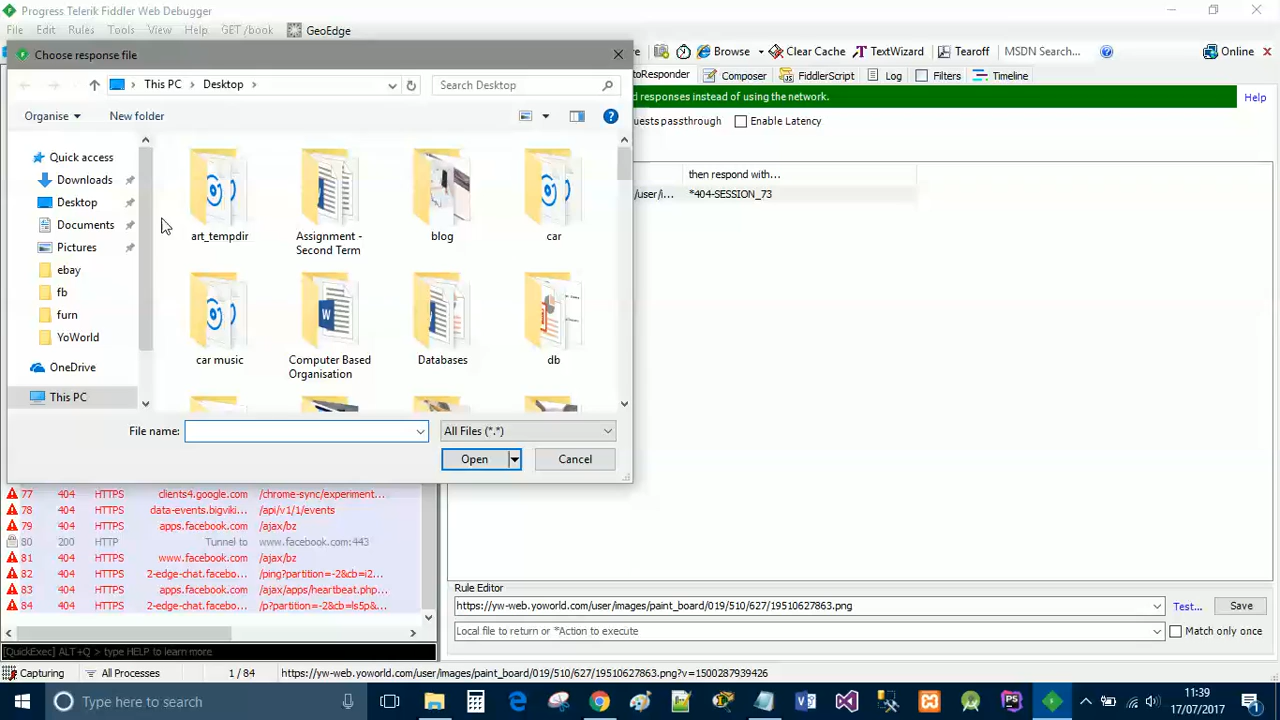 Progress Telerik Fiddler Web Debugger
File Edit Rules Tools View Help GET /book GeoEdge
Browse Clear Cache TextWizard Tearoff MSDN Search... Online
Choose response file
Composer FiddlerScript Log Filters Timeline
This PC Desktop Search Desktop
responses instead of using the network. Help
Organise New folder
passthrough Enable Latency
Quick access
Downloads
Desktop
Documents
Pictures
ebay
fb
furn
YoWorld
OneDrive
This PC
art_tempdir
Assignment - Second Term
blog
car
car music
Computer Based Organisation
Databases
db
then respond with...
/user/i... *404-SESSION_73
File name: All Files (*.*)
Open Cancel
77 404 HTTPS clients4.google.com /chrome-sync/experiment...
78 404 HTTPS data-events.bigviki... /api/v1/1/events
79 404 HTTPS apps.facebook.com /ajax/bz
80 200 HTTP Tunnel to www.facebook.com:443
81 404 HTTPS www.facebook.com /ajax/bz
82 404 HTTPS 2-edge-chat.facebo... /ping?partition=-2&cb=i2...
83 404 HTTPS apps.facebook.com /ajax/apps/heartbeat.php...
84 404 HTTPS 2-edge-chat.facebo... /p?partition=-2&cb=ls5p&...
Rule Editor
https://yw-web.yoworld.com/user/images/paint_board/019/510/627/19510627863.png Test... Save
Local file to return or *Action to execute Match only once
[QuickExec] ALT+Q > type HELP to learn more
Capturing All Processes 1 / 84 https://yw-web.yoworld.com/user/images/paint_board/019/510/627/19510627863.png?v=1500287939426
Type here to search
11:39
17/07/2017